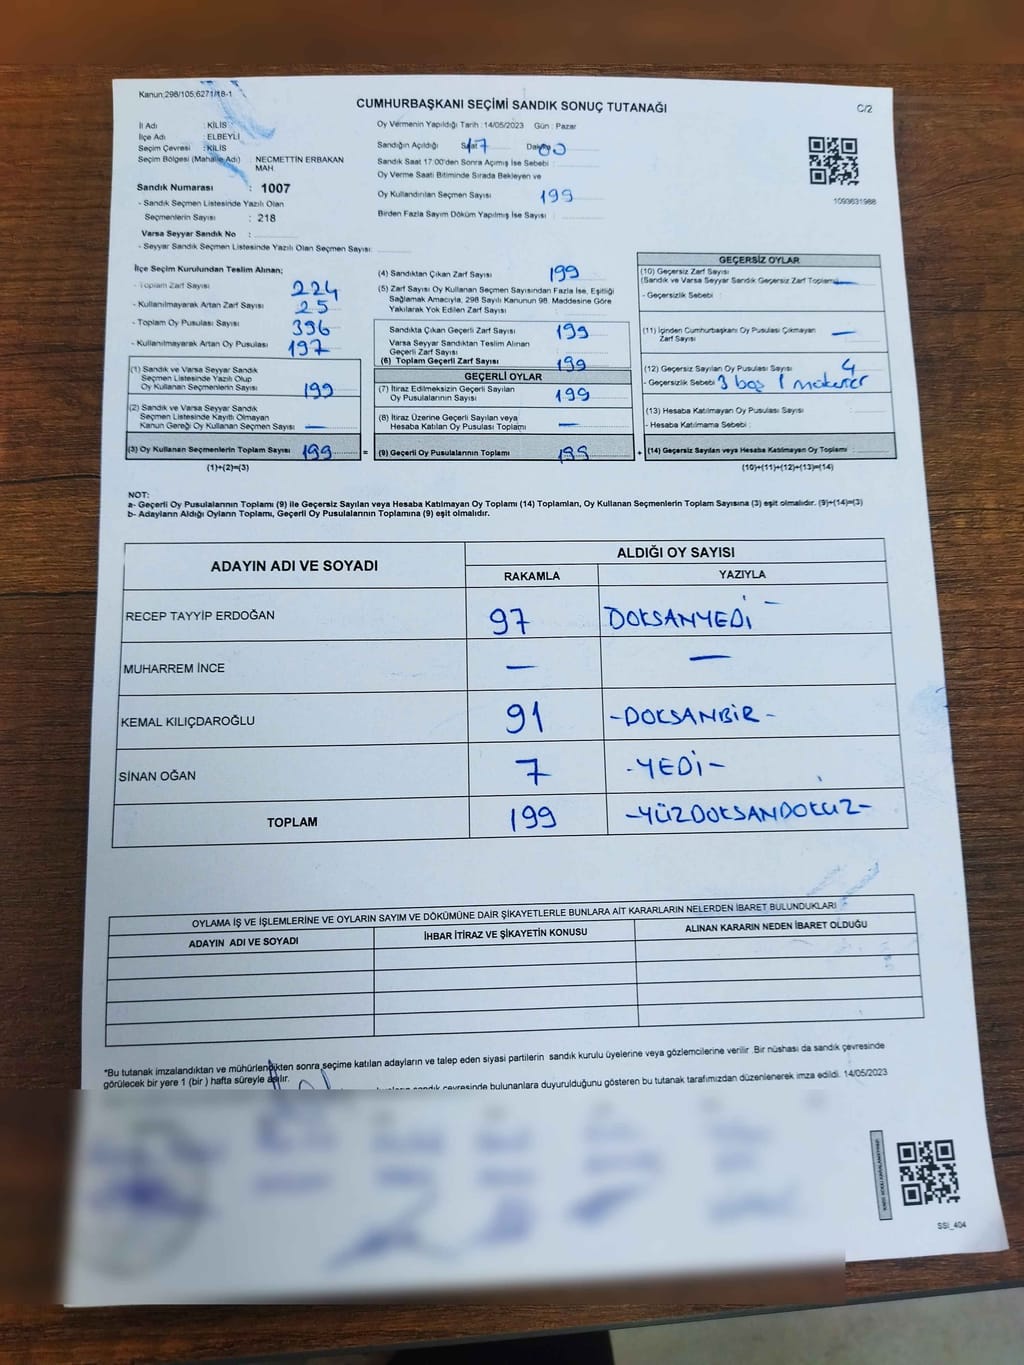 Kanun;298/105;6271/18-1
CUMHURBAŞKANI SEÇİMİ SANDIK SONUÇ TUTANAĞI
C/2
İl Adı : KİLİS
İlçe Adı : ELBEYLİ
Seçim Çevresi : KİLİS
Seçim Bölgesi (Mahalle Adı) : NECMETTİN ERBAKAN
MAH.
Sandık Numarası : 1007
- Sandık Seçmen Listesinde Yazılı Olan
Seçmenlerin Sayısı : 218
Varsa Seyyar Sandık No :
- Seyyar Sandık Seçmen Listesinde Yazılı Olan Seçmen Sayısı:
Oy Vermenin Yapıldığı Tarih : 14/05/2023 Gün : Pazar
Sandığın Açıldığı Saat 17 Dakika 00
Sandık Saat 17:00'den Sonra Açımış İse Sebebi :
Oy Verme Saati Bitiminde Sırada Bekleyen ve
Oy Kullandırılan Seçmen Sayısı 199
Birden Fazla Sayım Döküm Yapılmış İse Sayısı :
1093631988
İlçe Seçim Kurulundan Teslim Alınan;
- Toplam Zarf Sayısı 224
- Kullanılmayarak Artan Zarf Sayısı 25
- Toplam Oy Pusulası Sayısı 396
- Kullanılmayarak Artan Oy Pusulası 197
(1) Sandık ve Varsa Seyyar Sandık
Seçmen Listesinde Yazılı Olup
Oy Kullanan Seçmenlerin Sayısı 199
(2) Sandık ve Varsa Seyyar Sandık
Seçmen Listesinde Kayıtlı Olmayan
Kanun Gereği Oy Kullanan Seçmen Sayısı —
(3) Oy Kullanan Seçmenlerin Toplam Sayısı 199 =
(1)+(2)=(3)
(4) Sandıktan Çıkan Zarf Sayısı 199
(5) Zarf Sayısı Oy Kullanan Seçmen Sayısından Fazla İse, Eşitliği
Sağlamak Amacıyla, 298 Sayılı Kanunun 98. Maddesine Göre
Yakılarak Yok Edilen Zarf Sayısı :
Sandıkta Çıkan Geçerli Zarf Sayısı 199
Varsa Seyyar Sandıktan Teslim Alınan
Geçerli Zarf Sayısı
(6) Toplam Geçerli Zarf Sayısı 199
GEÇERLİ OYLAR
(7) İtiraz Edilmeksizin Geçerli Sayılan
Oy Pusulalarının Sayısı 199
(8) İtiraz Üzerine Geçerli Sayılan veya
Hesaba Katılan Oy Pusulası Toplamı —
(9) Geçerli Oy Pusulalarının Toplamı 199 +
GEÇERSİZ OYLAR
(10) Geçersiz Zarf Sayısı
(Sandık ve Varsa Seyyar Sandık Geçersiz Zarf Toplamı) —
- Geçersizlik Sebebi :
(11) İçinden Cumhurbaşkanı Oy Pusulası Çıkmayan
Zarf Sayısı —
(12) Geçersiz Sayılan Oy Pusulası Sayısı 4
- Geçersizlik Sebebi 3 boş 1
(13) Hesaba Katılmayan Oy Pusulası Sayısı
- Hesaba Katılmama Sebebi :
(14) Geçersiz Sayılan veya Hesaba Katılmayan Oy Toplamı :
(10)+(11)+(12)+(13)=(14)
NOT:
a- Geçerli Oy Pusulalarının Toplamı (9) ile Geçersiz Sayılan veya Hesaba Katılmayan Oy Toplamı (14) Toplamları, Oy Kullanan Seçmenlerin Toplam Sayısına (3) eşit olmalıdır. (9)+(14)=(3)
b- Adayların Aldığı Oyların Toplamı, Geçerli Oy Pusulalarının Toplamına (9) eşit olmalıdır.
ADAYIN ADI VE SOYADI
ALDIĞI OY SAYISI
RAKAMLA YAZIYLA
RECEP TAYYİP ERDOĞAN 97 DOKSANYEDİ -
MUHARREM İNCE — —
KEMAL KILIÇDAROĞLU 91 -DOKSANBİR-
SİNAN OĞAN 7 -YEDİ-
TOPLAM 199 -YÜZDOKSANDOKUZ-
OYLAMA İŞ VE İŞLEMLERİNE VE OYLARIN SAYIM VE DÖKÜMÜNE DAİR ŞİKAYETLERLE BUNLARA AİT KARARLARIN NELERDEN İBARET BULUNDUKLARI
ADAYIN ADI VE SOYADI İHBAR İTİRAZ VE ŞİKAYETİN KONUSU ALINAN KARARIN NEDEN İBARET OLDUĞU
*Bu tutanak imzalandıktan ve mühürlendikten sonra seçime katılan adayların ve talep eden siyasi partilerin sandık kurulu üyelerine veya gözlemcilerine verilir. Bir nüshası da sandık çevresinde
görülecek bir yere 1 (bir ) hafta süreyle asılır.
sandık çevresinde bulunanlara duyurulduğunu gösteren bu tutanak tarafımızdan düzenlenerek imza edildi. 14/05/2023
SSİ_404